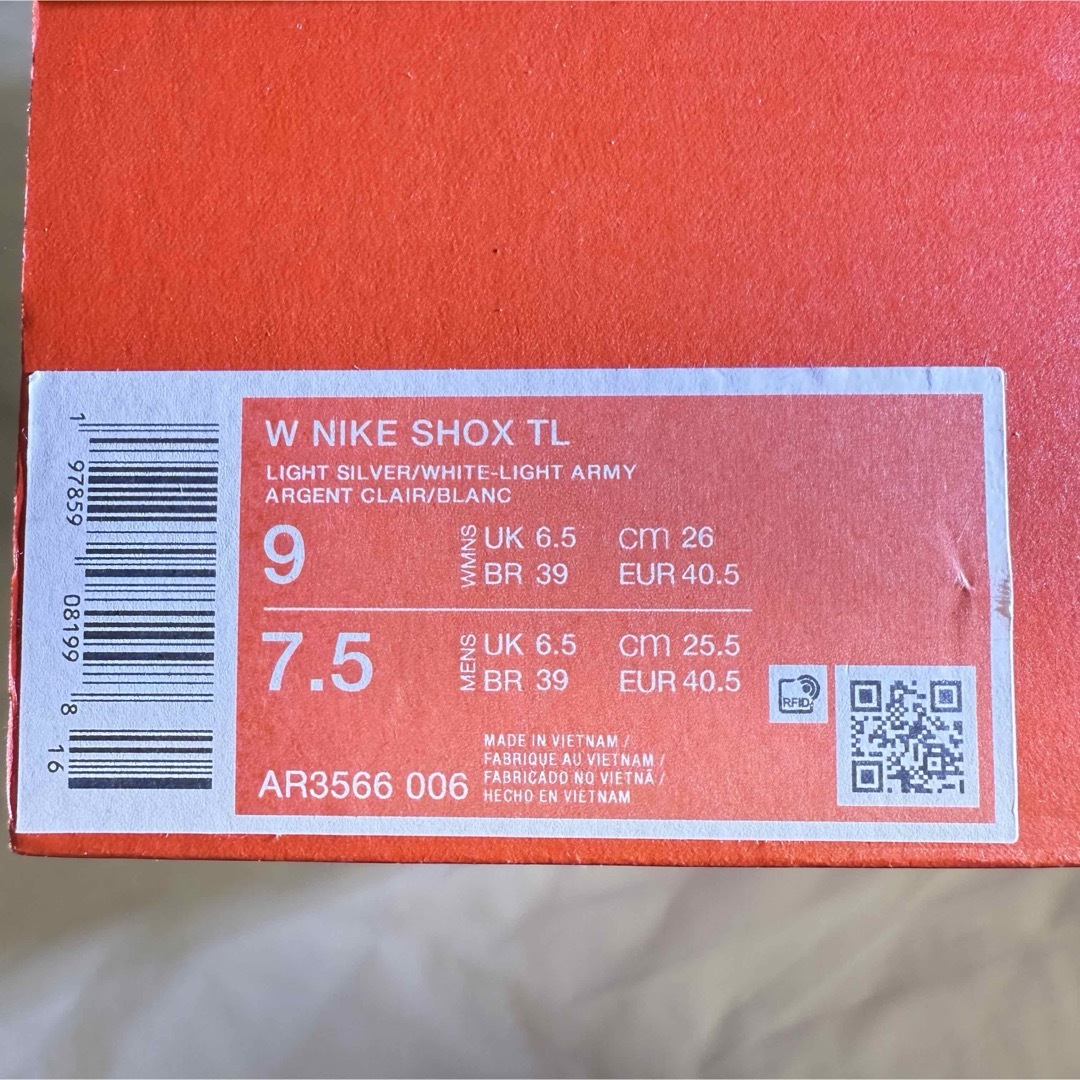 W NIKE SHOX TL
LIGHT SILVER/WHITE-LIGHT ARMY
ARGENT CLAIR/BLANC
9 WMNS UK 6.5 cm 26
BR 39 EUR 40.5
7.5 MENS UK 6.5 cm 25.5
BR 39 EUR 40.5
RFID
AR3566 006
MADE IN VIETNAM /
FABRIQUE AU VIETNAM /
FABRICADO NO VIETNÃ /
HECHO EN VIETNAM
1 97859 08199 8 16